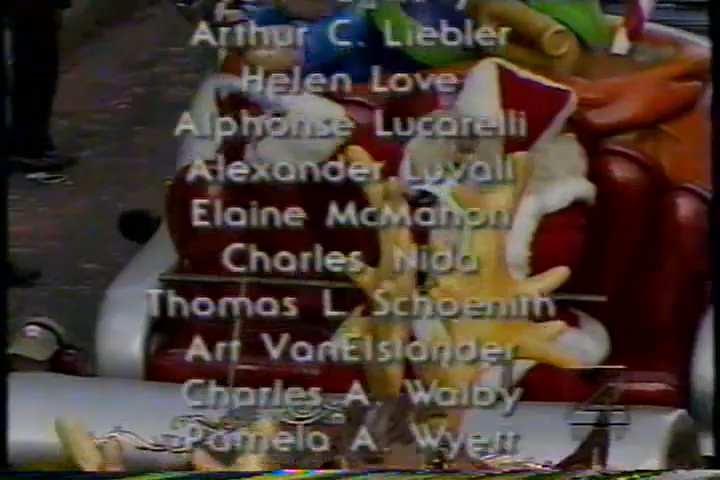 Arthur C. Liebler
Helen Love
Alphonse Lucarelli
Alexander Luvall
Elaine McMahon
Charles Nida
Thomas L. Schoenith
Art VanElslander
Charles A. Walby
Pamela A. Wyett
4